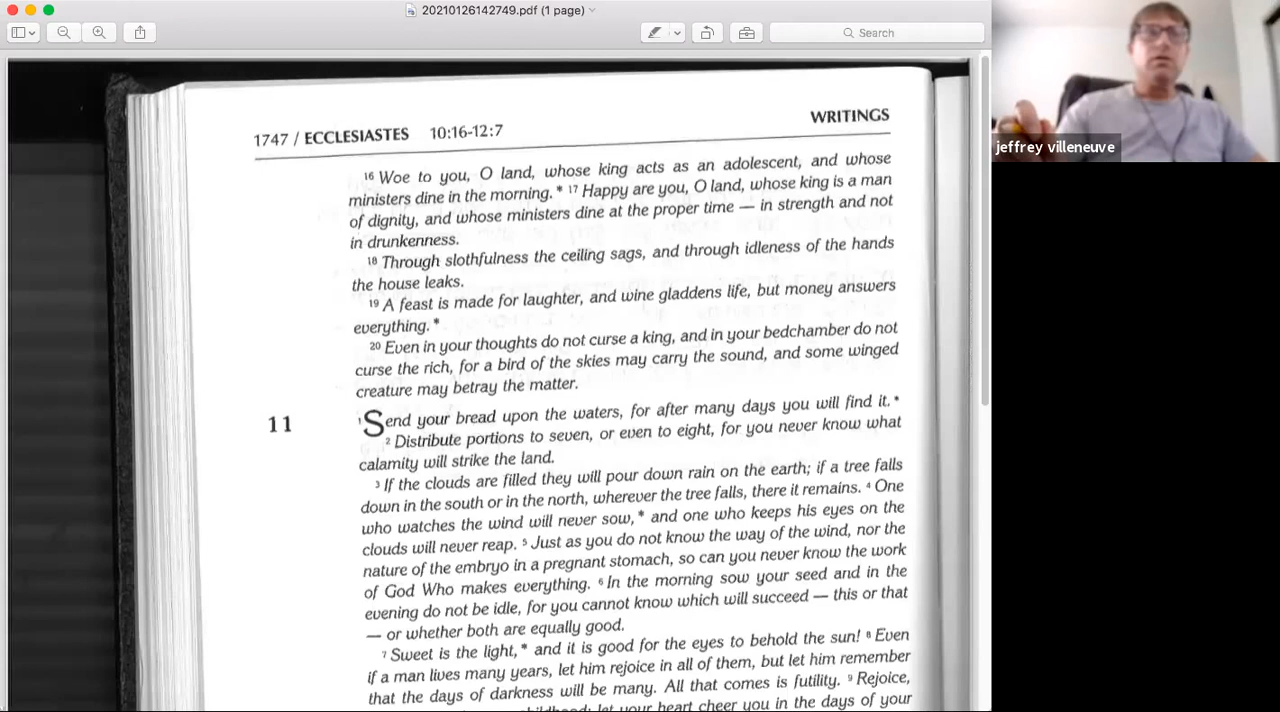 20210126142749.pdf (1 page)
Search
jeffrey villeneuve
1747 / ECCLESIASTES 10:16-12:7
WRITINGS
16 Woe to you, O land, whose king acts as an adolescent, and whose
ministers dine in the morning. * 17 Happy are you, O land, whose king is a man
of dignity, and whose ministers dine at the proper time — in strength and not
in drunkenness.
18 Through slothfulness the ceiling sags, and through idleness of the hands
the house leaks.
19 A feast is made for laughter, and wine gladdens life, but money answers
everything. *
20 Even in your thoughts do not curse a king, and in your bedchamber do not
curse the rich, for a bird of the skies may carry the sound, and some winged
creature may betray the matter.
11
1 Send your bread upon the waters, for after many days you will find it. *
2 Distribute portions to seven, or even to eight, for you never know what
calamity will strike the land.
3 If the clouds are filled they will pour down rain on the earth; if a tree falls
down in the south or in the north, wherever the tree falls, there it remains. 4 One
who watches the wind will never sow, * and one who keeps his eyes on the
clouds will never reap. 5 Just as you do not know the way of the wind, nor the
nature of the embryo in a pregnant stomach, so can you never know the work
of God Who makes everything. 6 In the morning sow your seed and in the
evening do not be idle, for you cannot know which will succeed — this or that
— or whether both are equally good.
7 Sweet is the light, * and it is good for the eyes to behold the sun! 8 Even
if a man lives many years, let him rejoice in all of them, but let him remember
that the days of darkness will be many. All that comes is futility. 9 Rejoice,
childhood; let your heart cheer you in the days of your